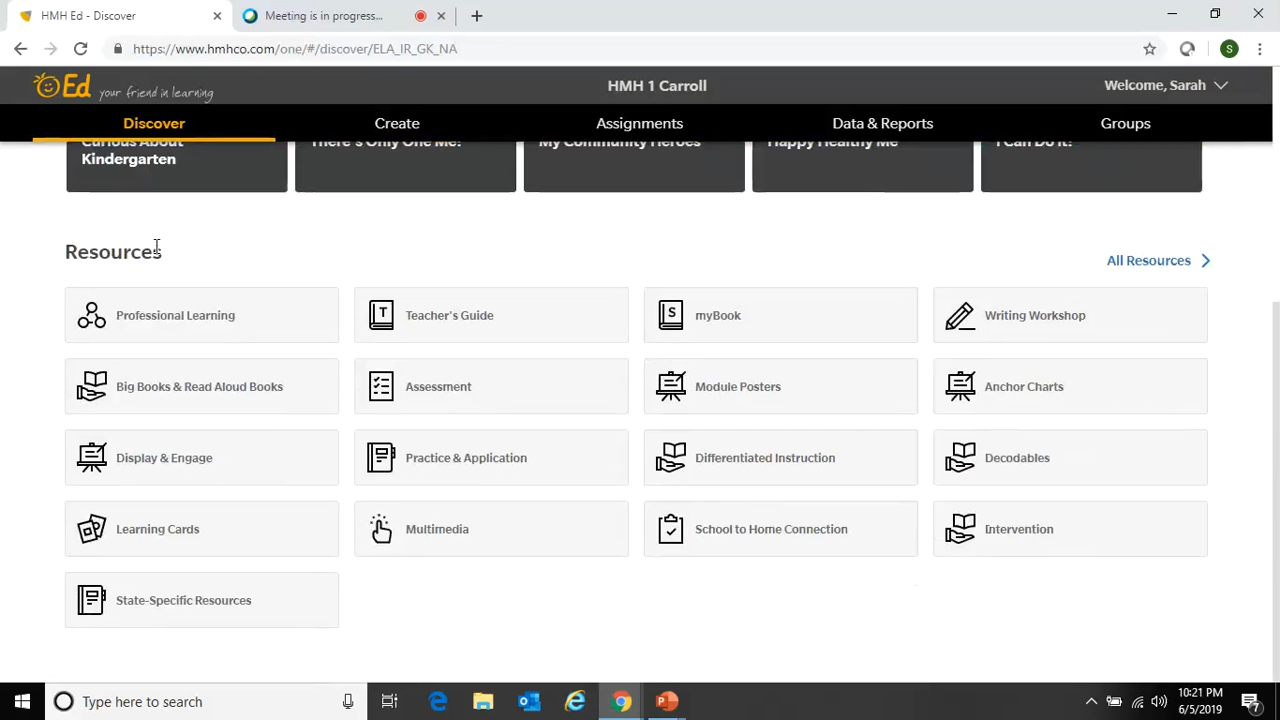 HMH Ed - Discover
Meeting is in progress...
https://www.hmhco.com/one/#/discover/ELA_IR_GK_NA
S
Ed your friend in learning
HMH 1 Carroll
Welcome, Sarah
Discover
Create
Assignments
Data & Reports
Groups
Curious About
Kindergarten
There's Only One Me!
My Community Heroes
Happy Healthy Me
I Can Do It!
Resources
All Resources
Professional Learning
T
Teacher's Guide
S
myBook
Writing Workshop
Big Books & Read Aloud Books
Assessment
Module Posters
Anchor Charts
Display & Engage
Practice & Application
Differentiated Instruction
Decodables
Learning Cards
Multimedia
School to Home Connection
Intervention
State-Specific Resources
Type here to search
10:21 PM
6/5/2019
7